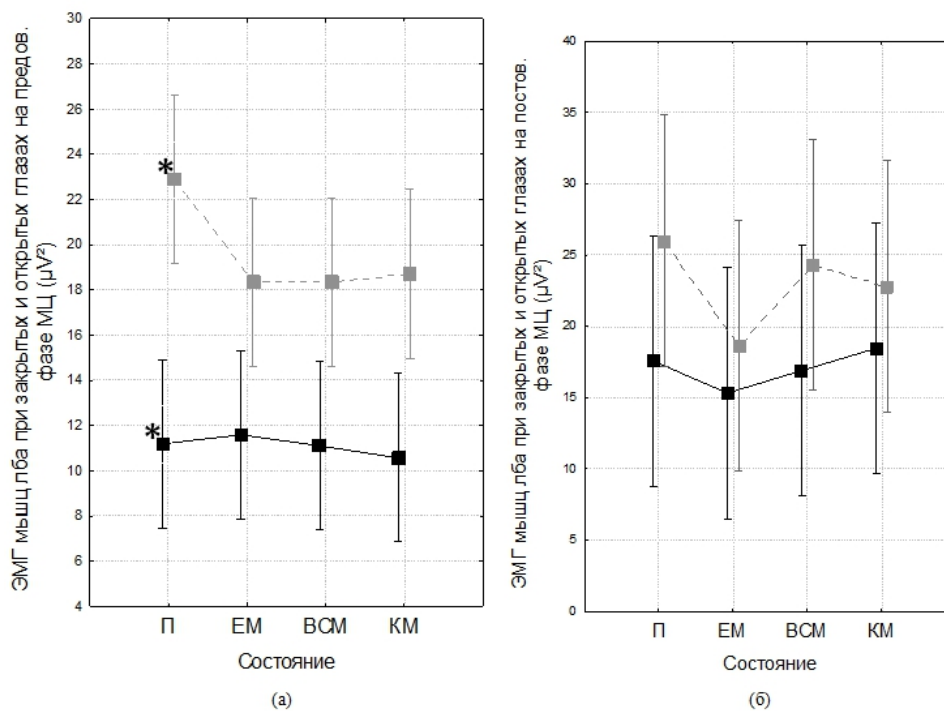 ЭМГ мышц лба при закрытых и открытых глазах на предов.
фазе МЦ (µV²)
30
28
26
24
22
20
18
16
14
12
10
8
6
4
*
*
П ЕМ ВСМ КМ
Состояние
(а)
ЭМГ мышц лба при закрытых и открытых глазах на постов.
фазе МЦ (µV²)
40
35
30
25
20
15
10
5
0
П ЕМ ВСМ КМ
Состояние
(б)